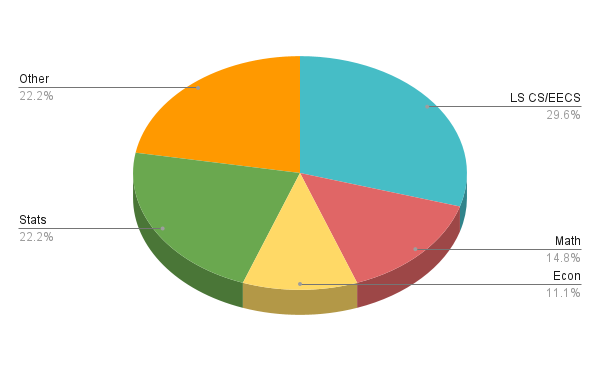 Other
22.2%
LS CS/EECS
29.6%
Stats
22.2%
Math
14.8%
Econ
11.1%